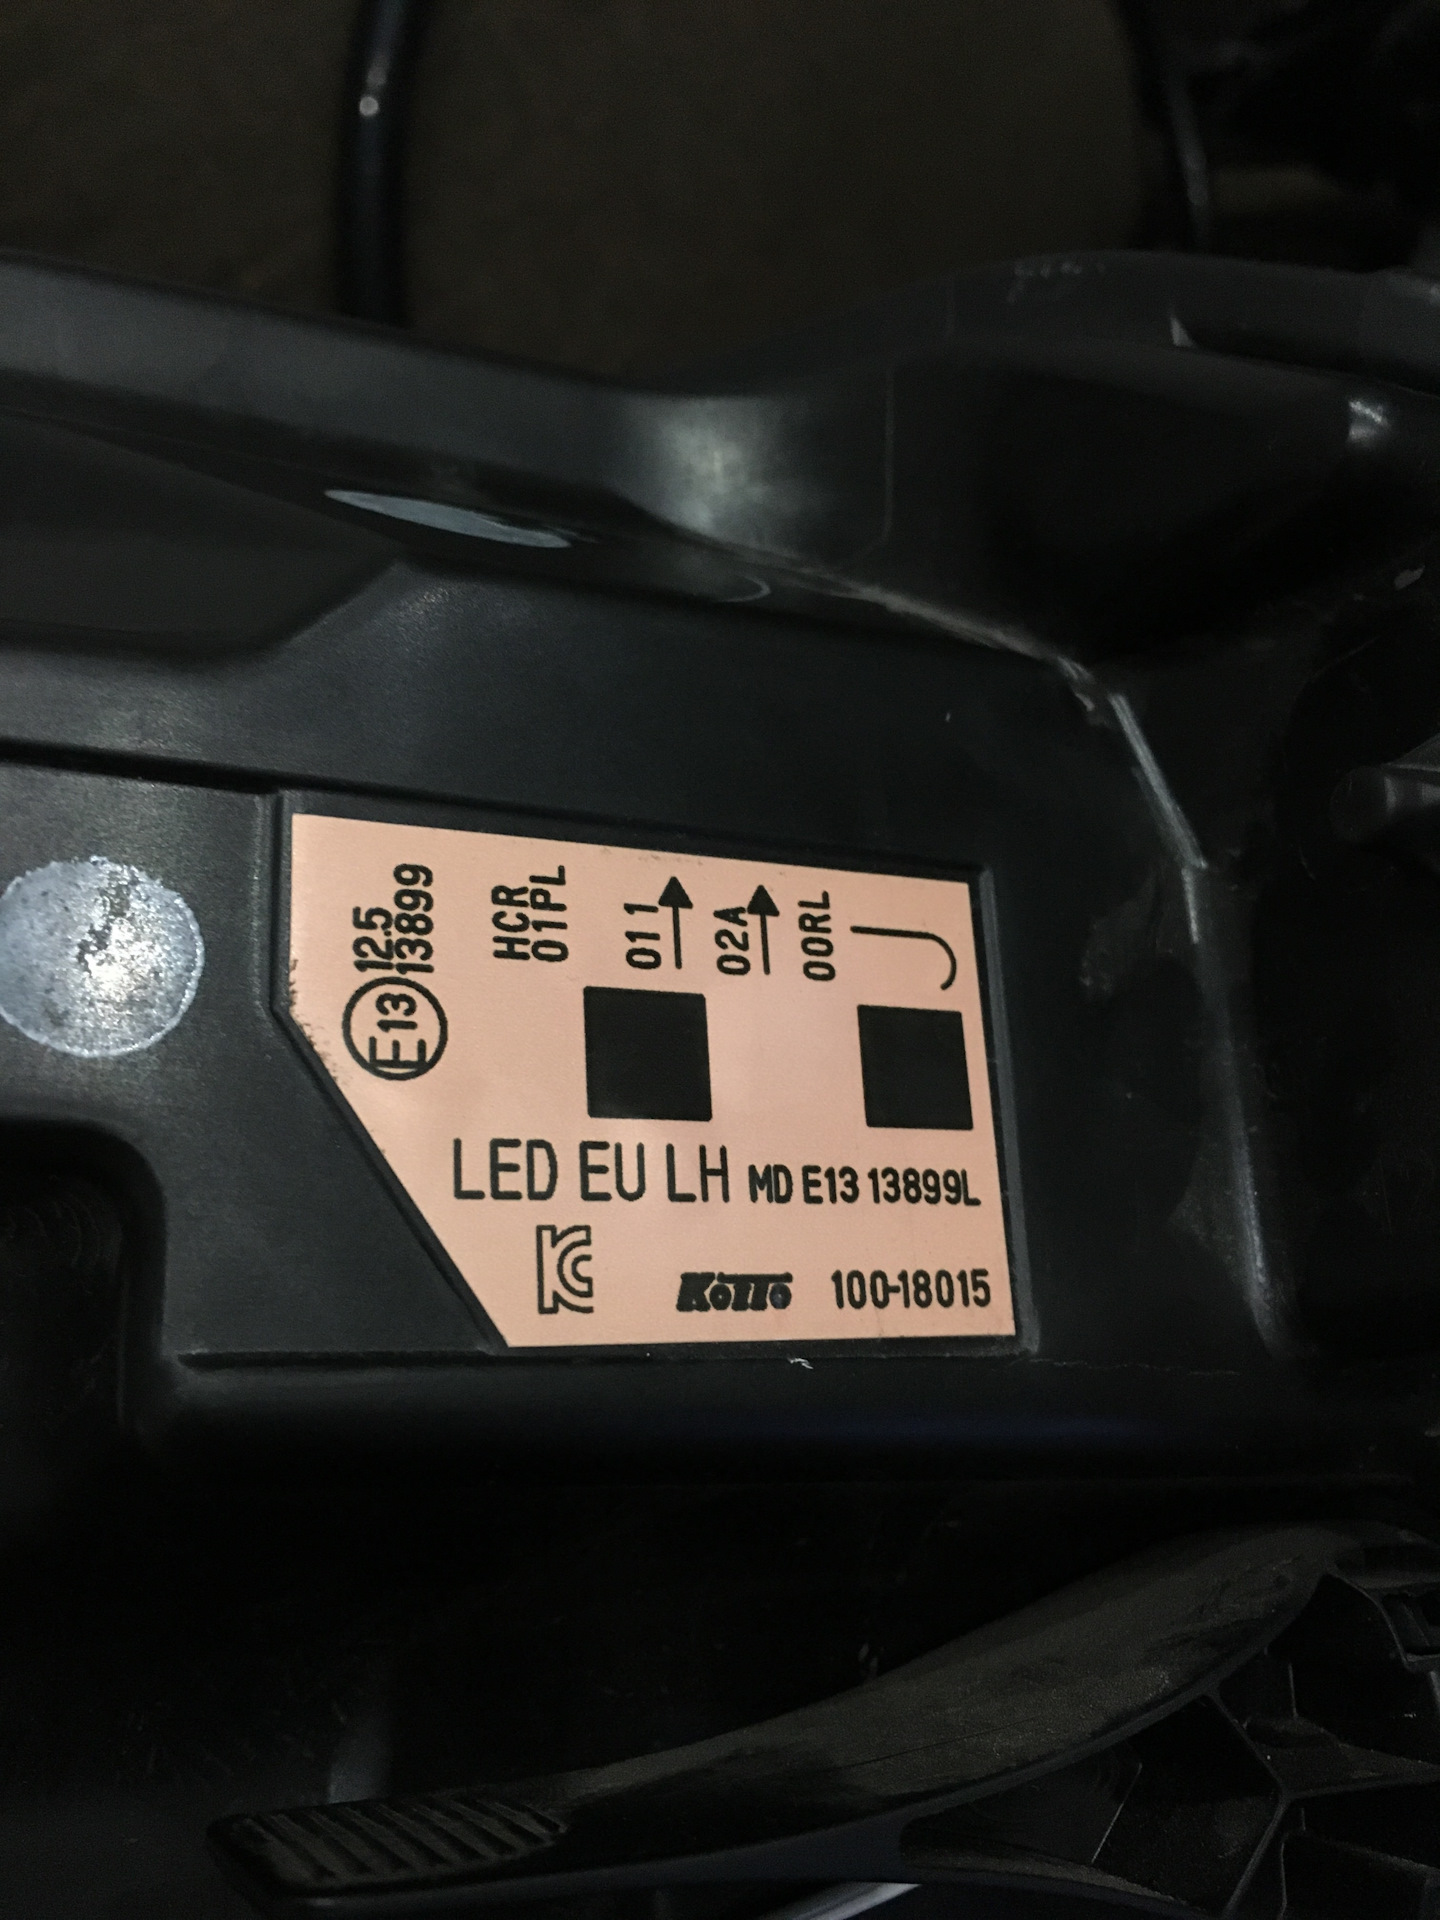 E13
12.5
13899
HCR
01PL
01 1
02A
00RL
LED EU LH MD E13 13899L
KC
Koito 100-18015